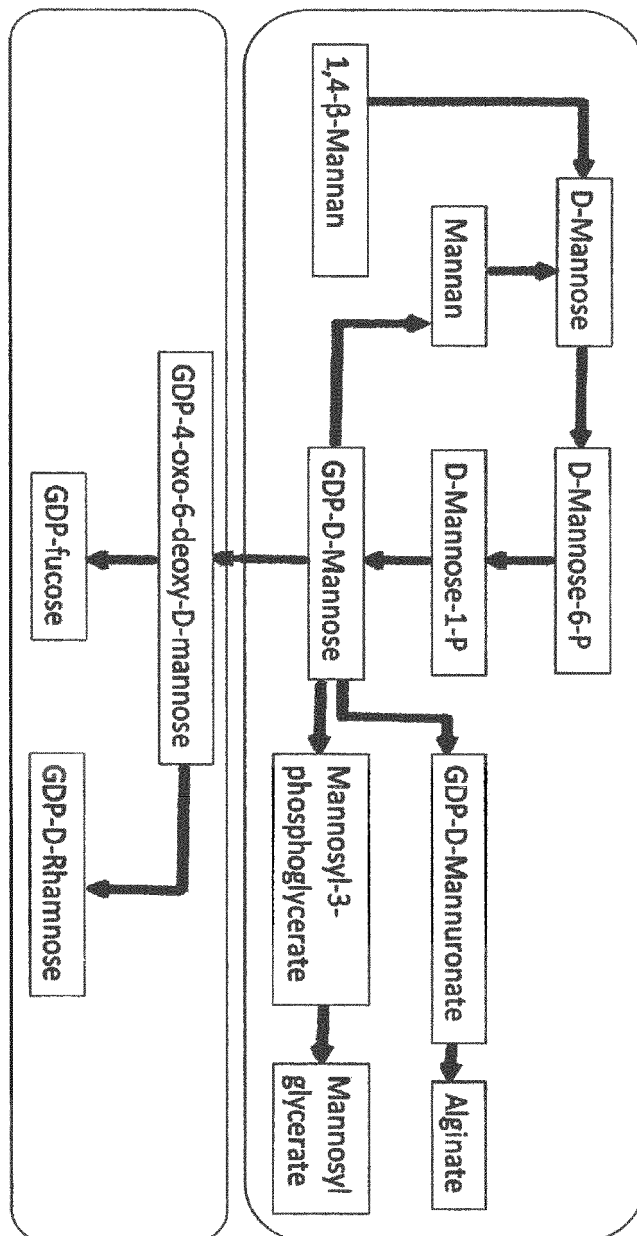 1,4-β-Mannan
D-Mannose
Mannan
D-Mannose-6-P
D-Mannose-1-P
GDP-D-Mannose
GDP-D-Mannuronate
Alginate
Mannosyl-3-
phosphoglycerate
Mannosyl
glycerate
GDP-4-oxo-6-deoxy-D-mannose
GDP-fucose
GDP-D-Rhamnose